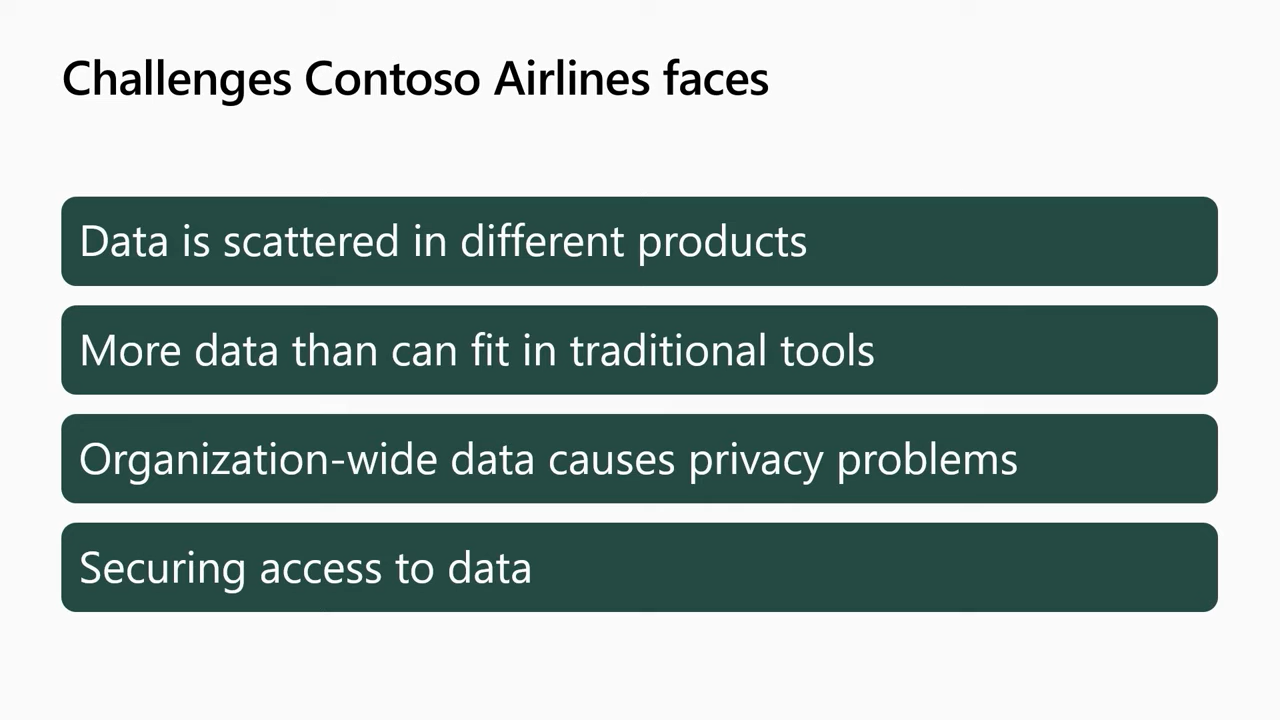 Challenges Contoso Airlines faces
Data is scattered in different products
More data than can fit in traditional tools
Organization-wide data causes privacy problems
Securing access to data